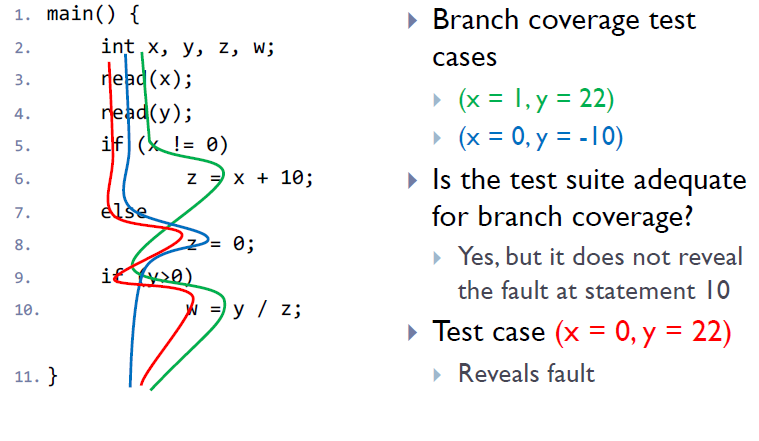 1. main() {
2. int x, y, z, w;
3. read(x);
4. read(y);
5. if (x != 0)
6. z = x + 10;
7. else
8. z = 0;
9. if (y>0)
10. w = y / z;
11. }
Branch coverage test
cases
(x = 1, y = 22)
(x = 0, y = -10)
Is the test suite adequate
for branch coverage?
Yes, but it does not reveal
the fault at statement 10
Test case (x = 0, y = 22)
Reveals fault